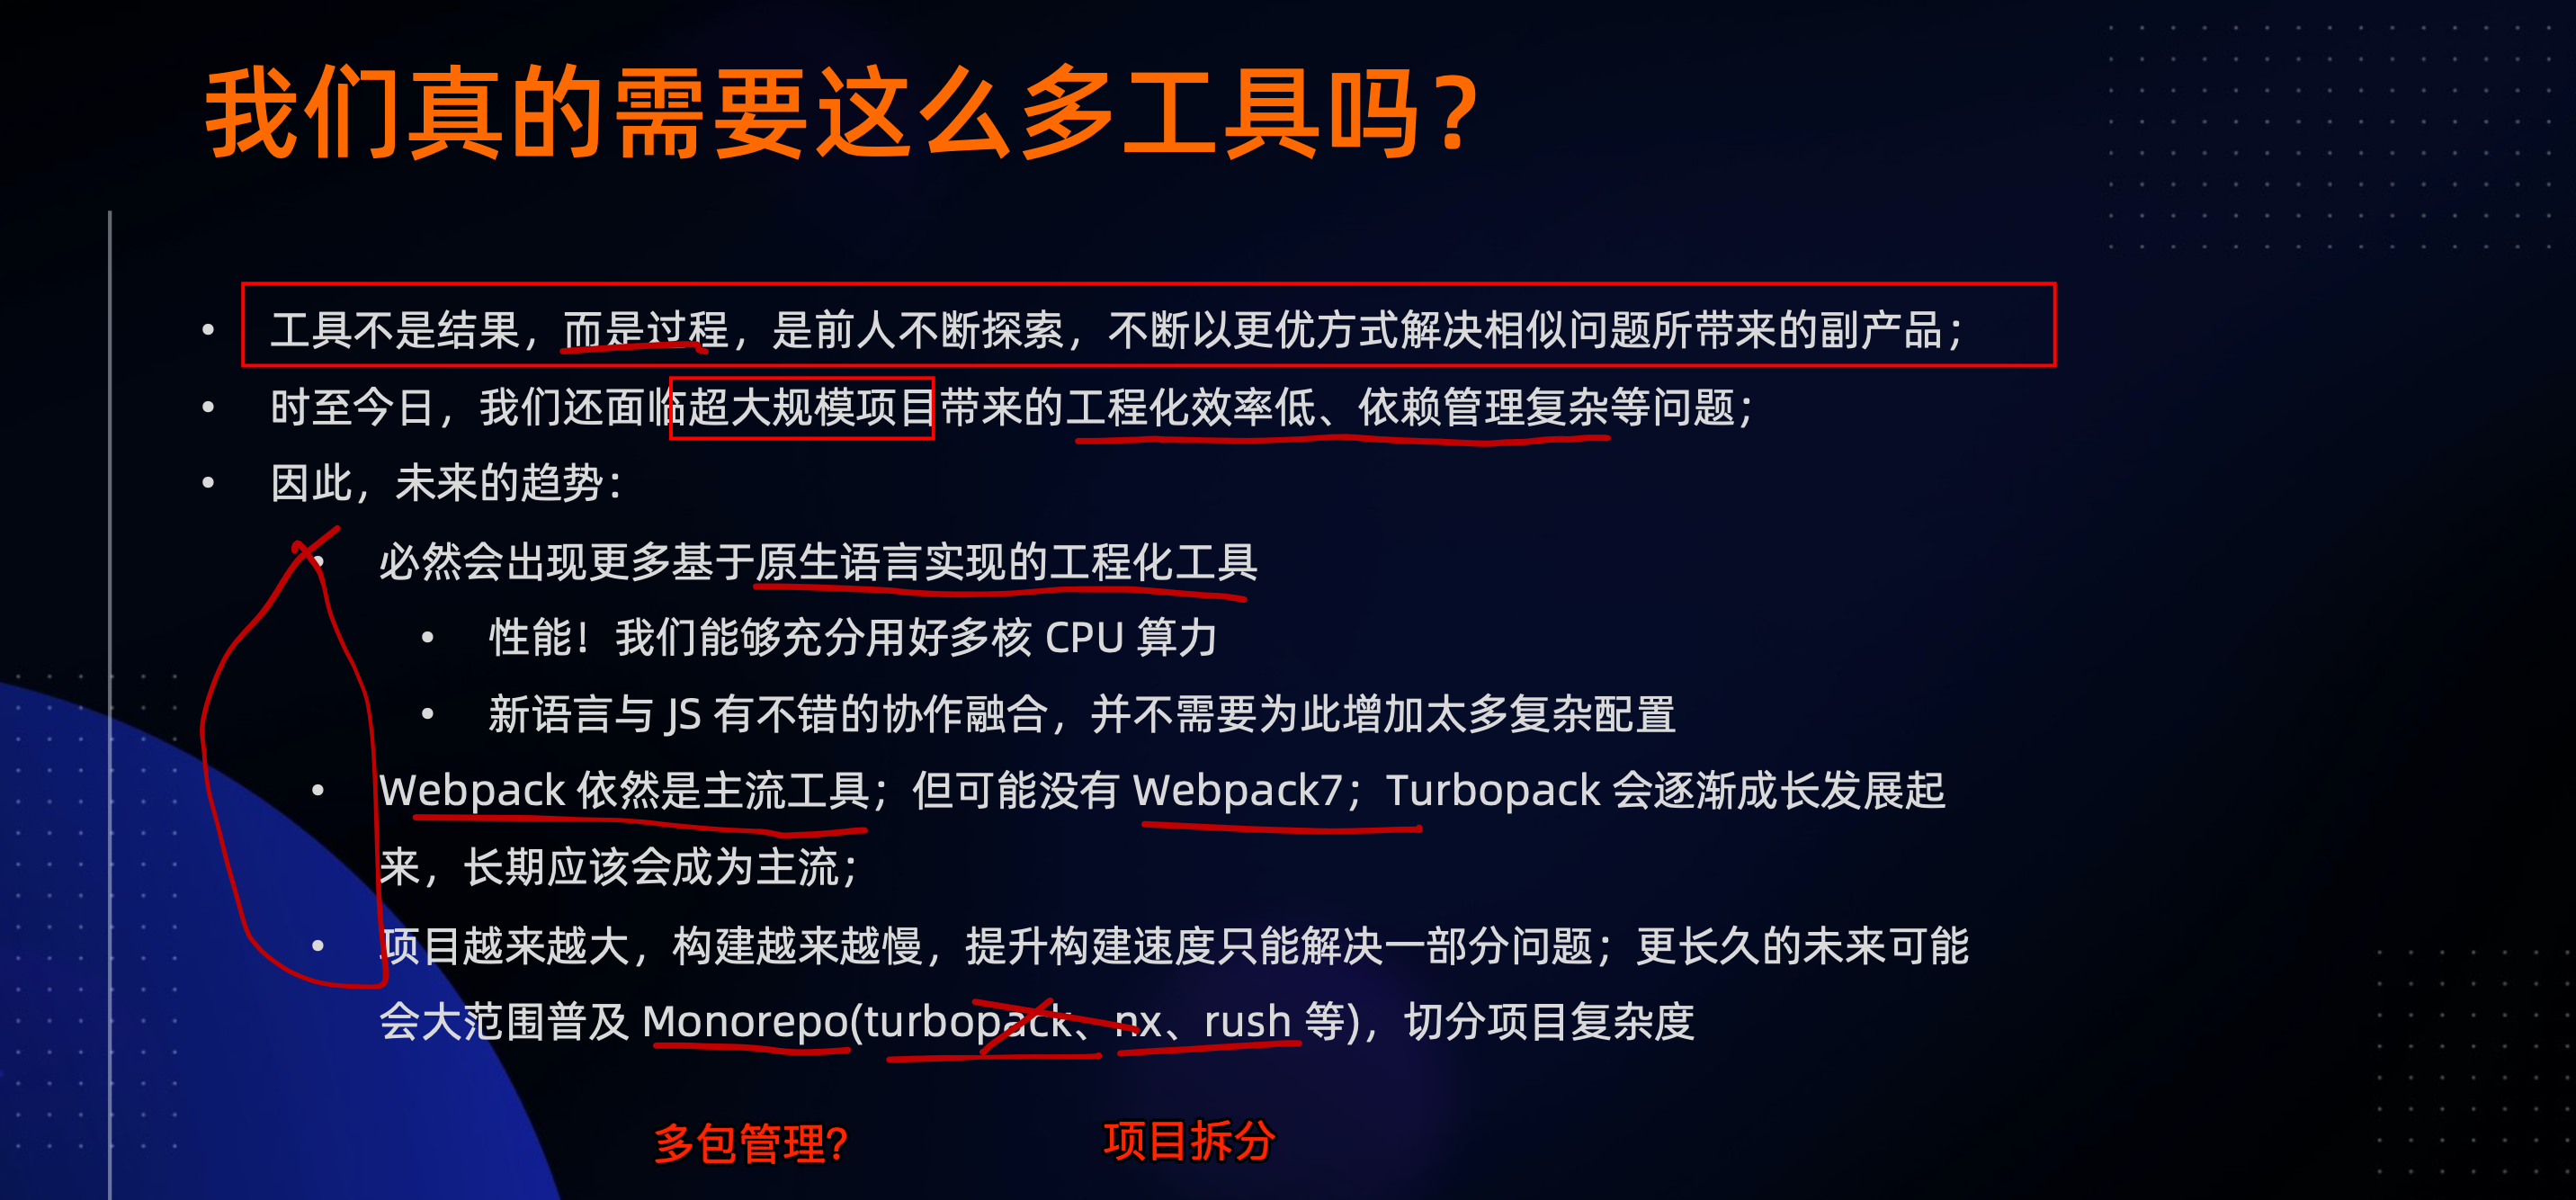 我们真的需要这么多工具吗？
• 工具不是结果，而是过程，是前人不断探索，不断以更优方式解决相似问题所带来的副产品；
• 时至今日，我们还面临超大规模项目带来的工程化效率低、依赖管理复杂等问题；
• 因此，未来的趋势：
• 必然会出现更多基于原生语言实现的工程化工具
• 性能！我们能够充分用好多核 CPU 算力
• 新语言与 JS 有不错的协作融合，并不需要为此增加太多复杂配置
• Webpack 依然是主流工具；但可能没有 Webpack7；Turbopack 会逐渐成长发展起
来，长期应该会成为主流；
• 项目越来越大，构建越来越慢，提升构建速度只能解决一部分问题；更长久的未来可能
会大范围普及 Monorepo(turbopack、nx、rush 等)，切分项目复杂度
多包管理？ 项目拆分